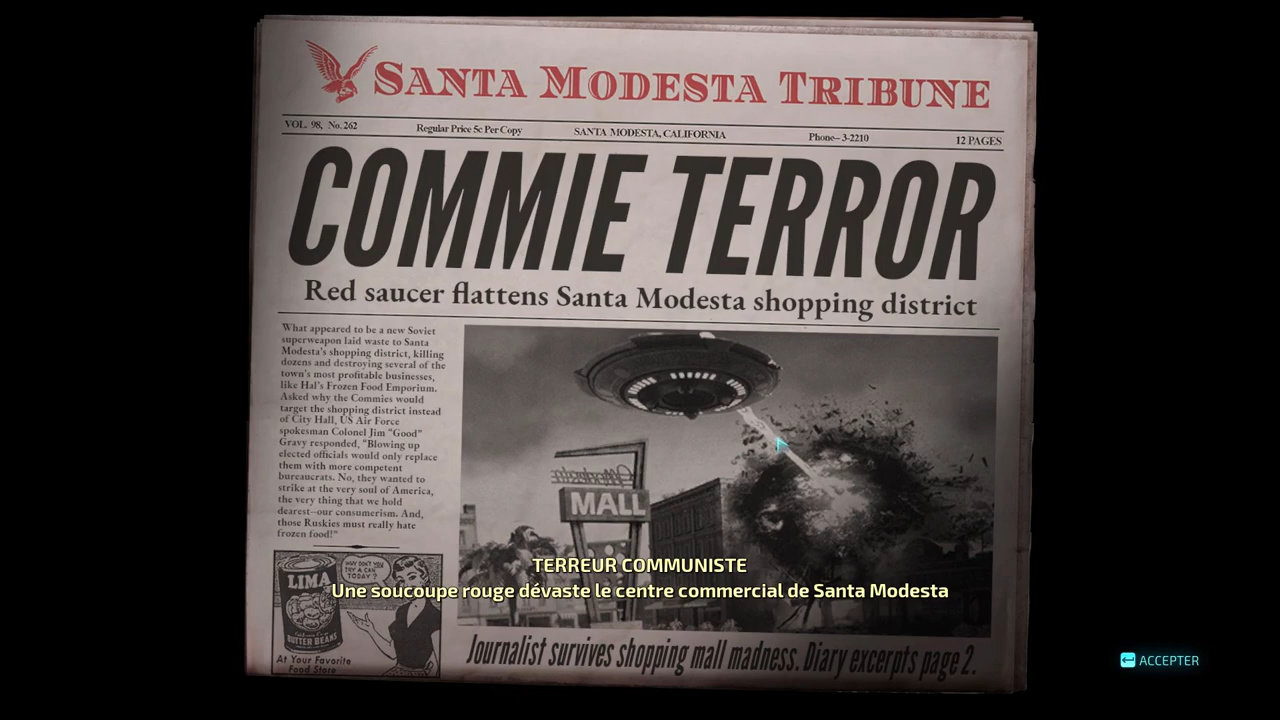 SANTA MODESTA TRIBUNE
VOL. 98, No. 262
Regular Price 5c Per Copy
SANTA MODESTA, CALIFORNIA
Phone–3-2210
12 PAGES
COMMIE TERROR
Red saucer flattens Santa Modesta shopping district
What appeared to be a new Soviet
superweapon laid waste to Santa
Modesta's shopping district, killing
dozens and destroying several of the
town's most profitable businesses,
like Hal's Frozen Food Emporium.
Asked why the Commies would
target the shopping district instead
of City Hall, US Air Force
spokesman Colonel Jim "Good"
Gravy responded, "Blowing up
elected officials would only replace
them with more competent
bureaucrats. No, they wanted to
strike at the very soul of America,
the very thing that we hold
dearest–our consumerism. And,
those Ruskies must really hate
frozen food!"
MALL
WHY DON'T YOU
TRY A CAN
TODAY?
LIMA
BUTTER BEANS
At Your Favorite
Food Store
TERREUR COMMUNISTE
Une soucoupe rouge dévaste le centre commercial de Santa Modesta
Journalist survives shopping mall madness. Diary excerpts page 2.
ACCEPTER